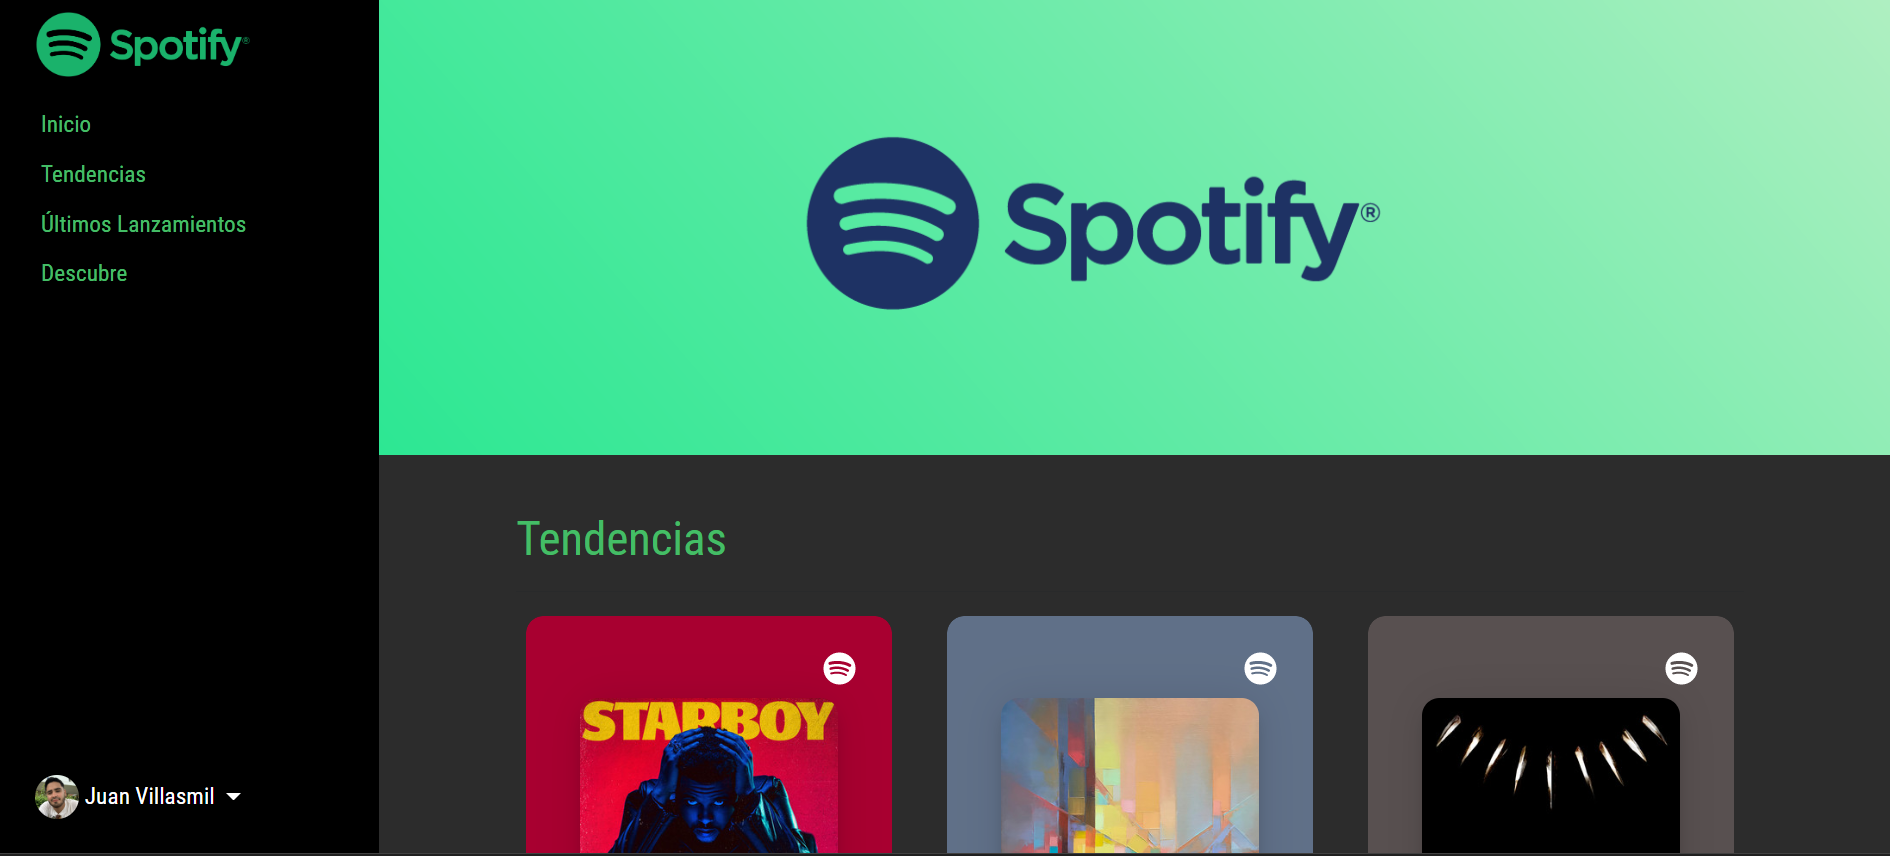 Spotify®
Inicio
Tendencias
Últimos Lanzamientos
Descubre
Juan Villasmil
Spotify®
Tendencias
STARBOY